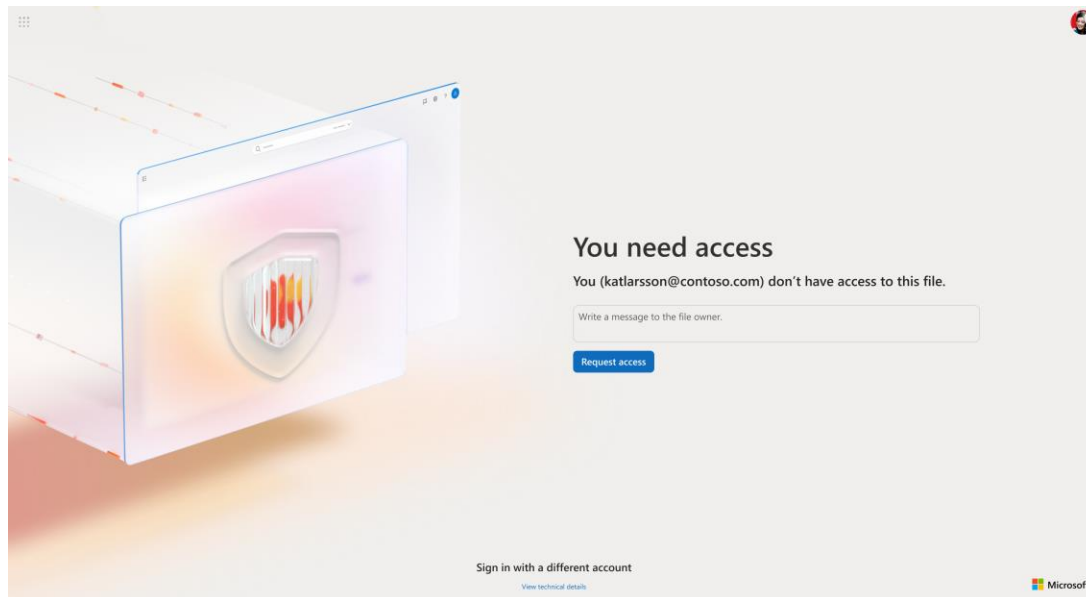 You need access
You (katlarsson@contoso.com) don't have access to this file.
Write a message to the file owner.
Request access
Sign in with a different account
View technical details
Microsof